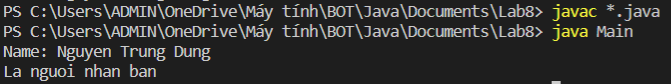 PS C:\Users\ADMIN\OneDrive\Máy tính\BOT\Java\Documents\Lab8> javac *.java
PS C:\Users\ADMIN\OneDrive\Máy tính\BOT\Java\Documents\Lab8> java Main
Name: Nguyen Trung Dung
La nguoi nhan ban